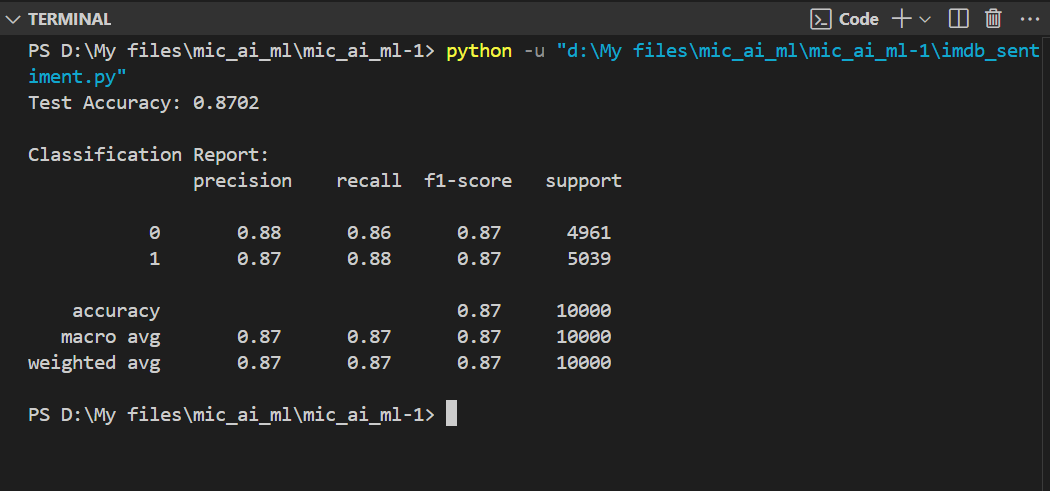 TERMINAL Code
PS D:\My files\mic_ai_ml\mic_ai_ml-1> python -u "d:\My files\mic_ai_ml\mic_ai_ml-1\imdb_sent
iment.py"
Test Accuracy: 0.8702
Classification Report:
precision recall f1-score support
0 0.88 0.86 0.87 4961
1 0.87 0.88 0.87 5039
accuracy 0.87 10000
macro avg 0.87 0.87 0.87 10000
weighted avg 0.87 0.87 0.87 10000
PS D:\My files\mic_ai_ml\mic_ai_ml-1>